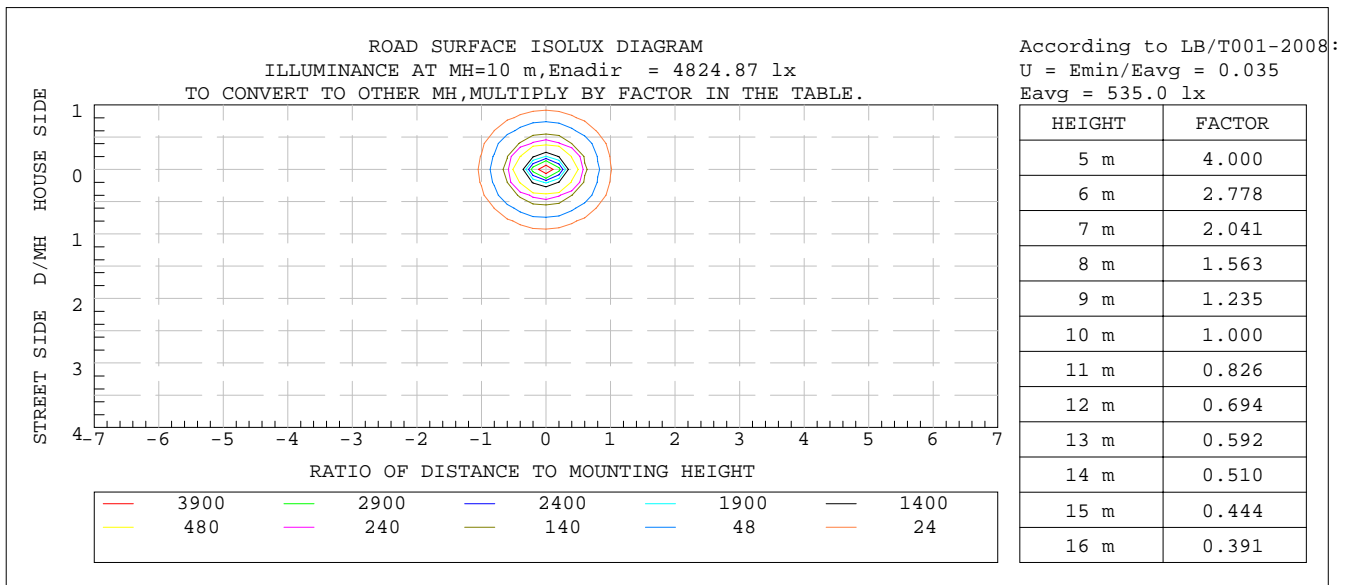 ROAD SURFACE ISOLUX DIAGRAM
ILLUMINANCE AT MH=10 m,Enadir = 4824.87 lx
TO CONVERT TO OTHER MH,MULTIPLY BY FACTOR IN THE TABLE.
STREET SIDE D/MH HOUSE SIDE
1
0
1
2
3
4
-7 -6 -5 -4 -3 -2 -1 0 1 2 3 4 5 6 7
RATIO OF DISTANCE TO MOUNTING HEIGHT
3900 2900 2400 1900 1400
480 240 140 48 24
According to LB/T001-2008:
U = Emin/Eavg = 0.035
Eavg = 535.0 lx
HEIGHT FACTOR
5 m 4.000
6 m 2.778
7 m 2.041
8 m 1.563
9 m 1.235
10 m 1.000
11 m 0.826
12 m 0.694
13 m 0.592
14 m 0.510
15 m 0.444
16 m 0.391